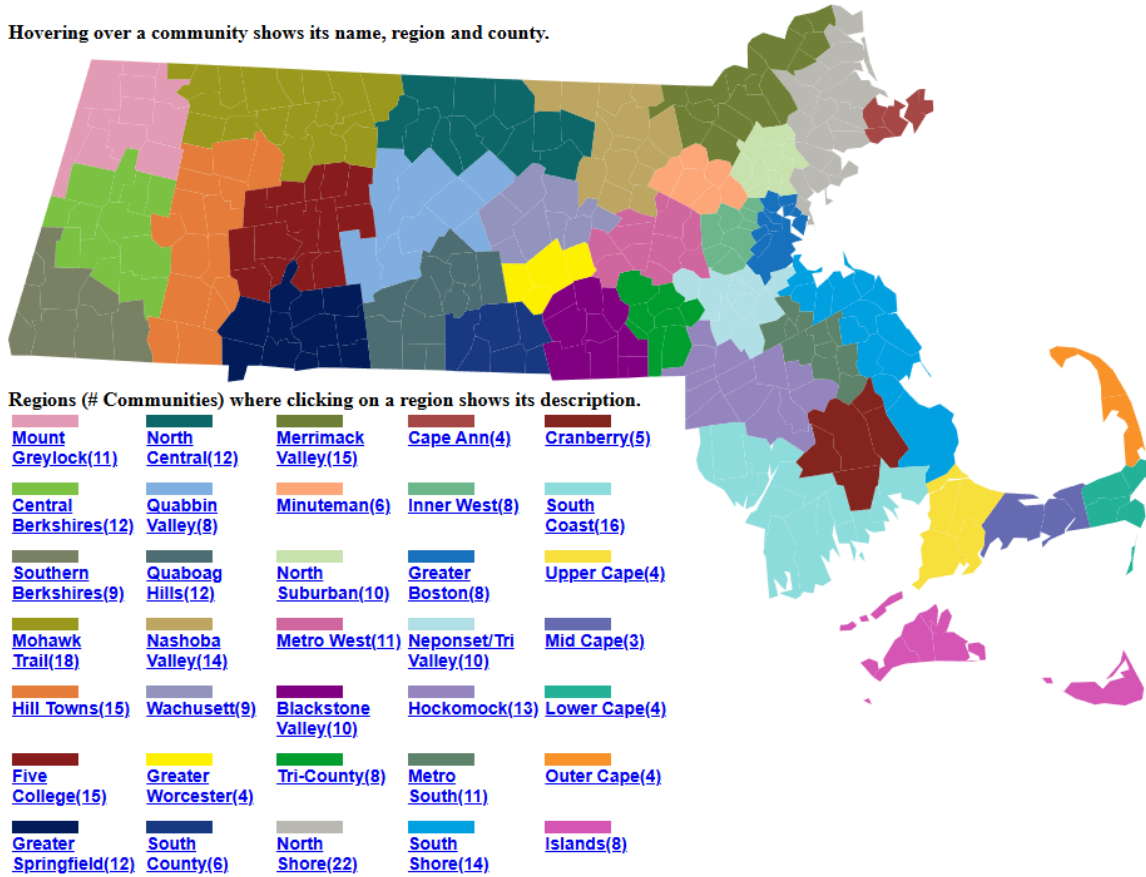 Hovering over a community shows its name, region and county.
Regions (# Communities) where clicking on a region shows its description.
Mount
Greylock(11)
North
Central(12)
Merrimack
Valley(15)
Cape Ann(4)
Cranberry(5)
Central
Berkshires(12)
Quabbin
Valley(8)
Minuteman(6)
Inner West(8)
South
Coast(16)
Southern
Berkshires(9)
Quaboag
Hills(12)
North
Suburban(10)
Greater
Boston(8)
Upper Cape(4)
Mohawk
Trail(18)
Nashoba
Valley(14)
Metro West(11)
Neponset/Tri
Valley(10)
Mid Cape(3)
Hill Towns(15)
Wachusett(9)
Blackstone
Valley(10)
Hockomock(13)
Lower Cape(4)
Five
College(15)
Greater
Worcester(4)
Tri-County(8)
Metro
South(11)
Outer Cape(4)
Greater
Springfield(12)
South
County(6)
North
Shore(22)
South
Shore(14)
Islands(8)